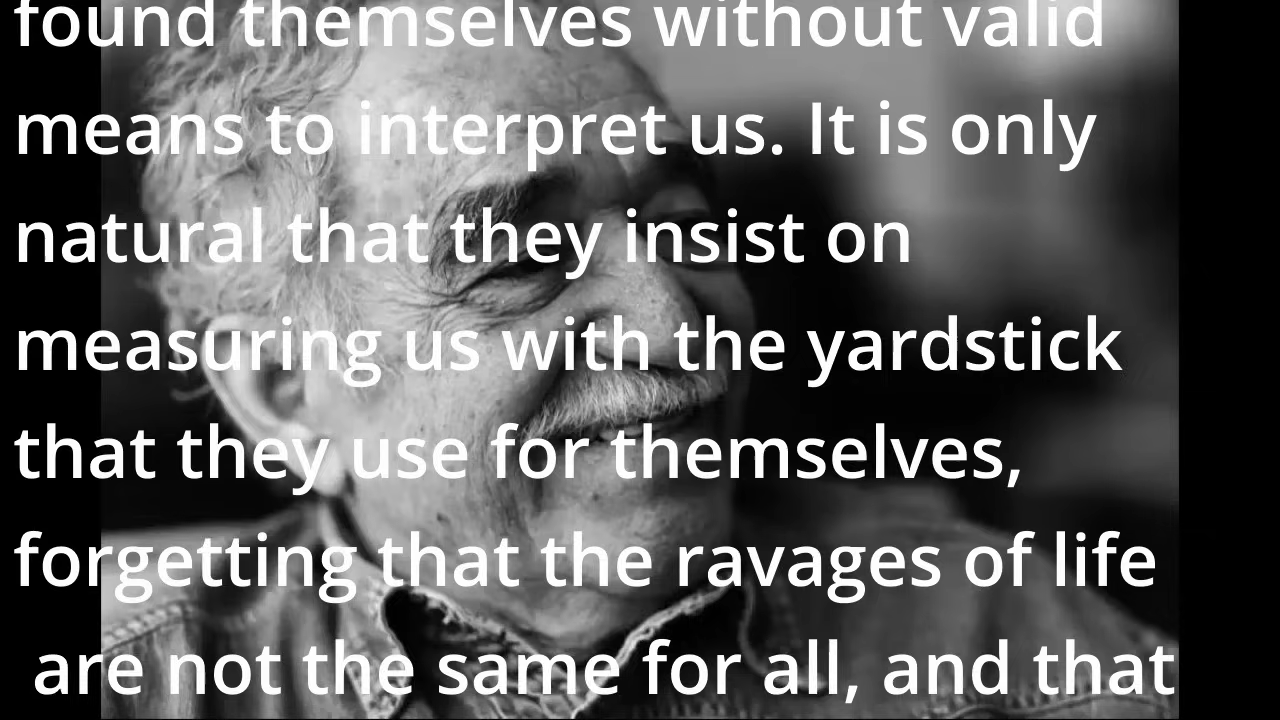 found themselves without valid
means to interpret us. It is only
natural that they insist on
measuring us with the yardstick
that they use for themselves,
forgetting that the ravages of life
are not the same for all, and that